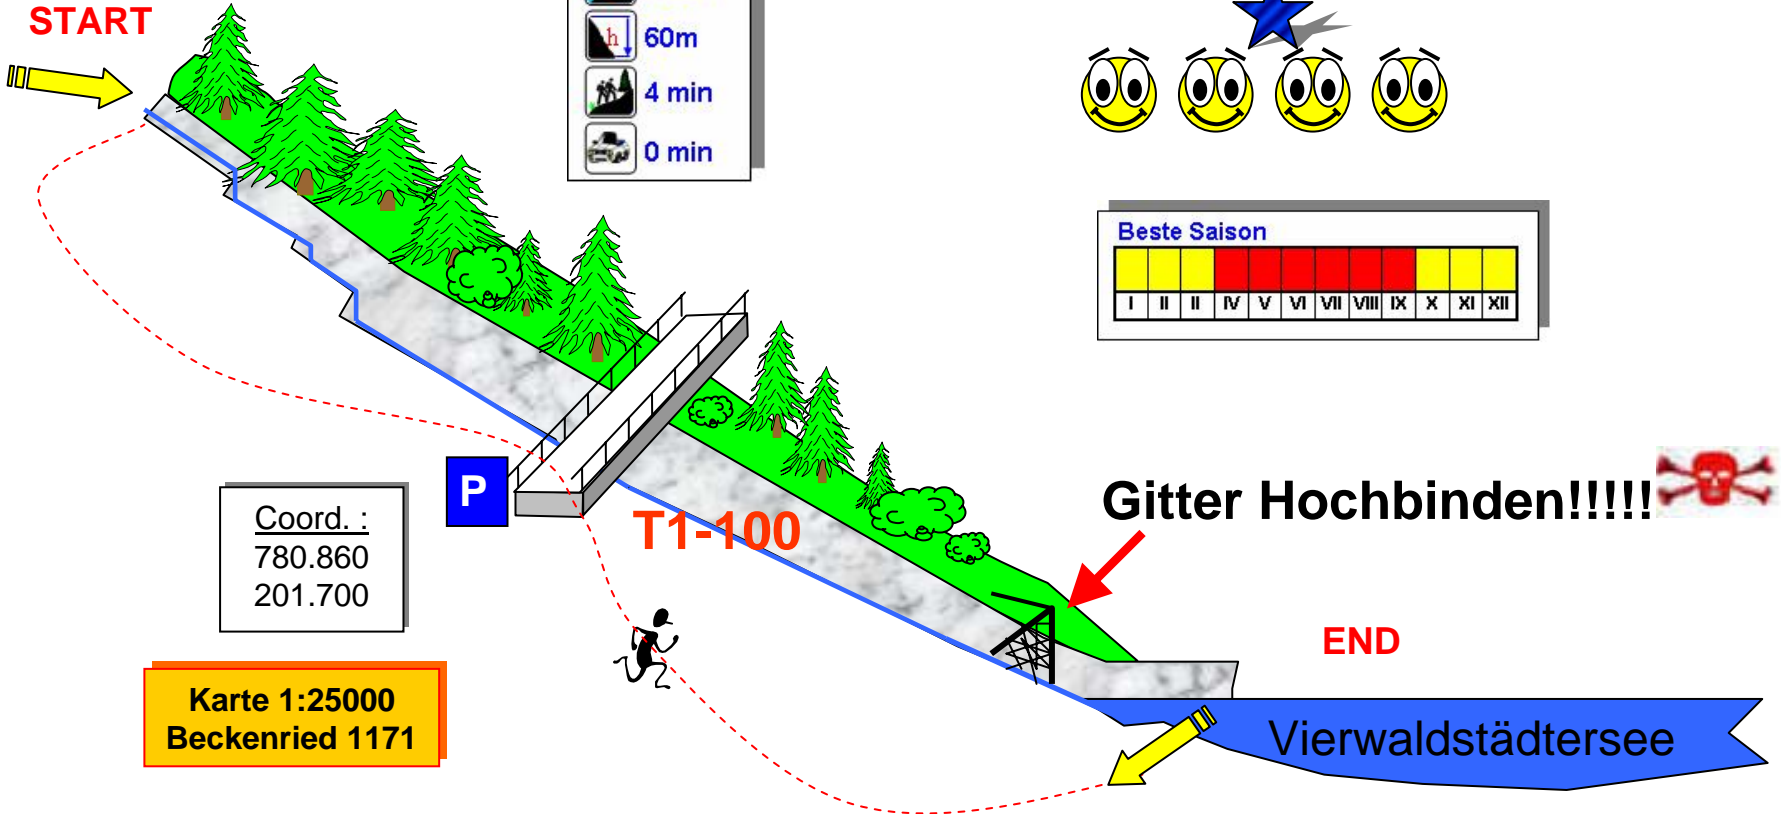 START
h
60m
4 min
0 min
Beste Saison
I II II IV V VI VII VIII IX X XI XII
P
Coord. :
780.860
201.700
T1-100
Gitter Hochbinden!!!!!
END
Karte 1:25000
Beckenried 1171
Vierwaldstädtersee